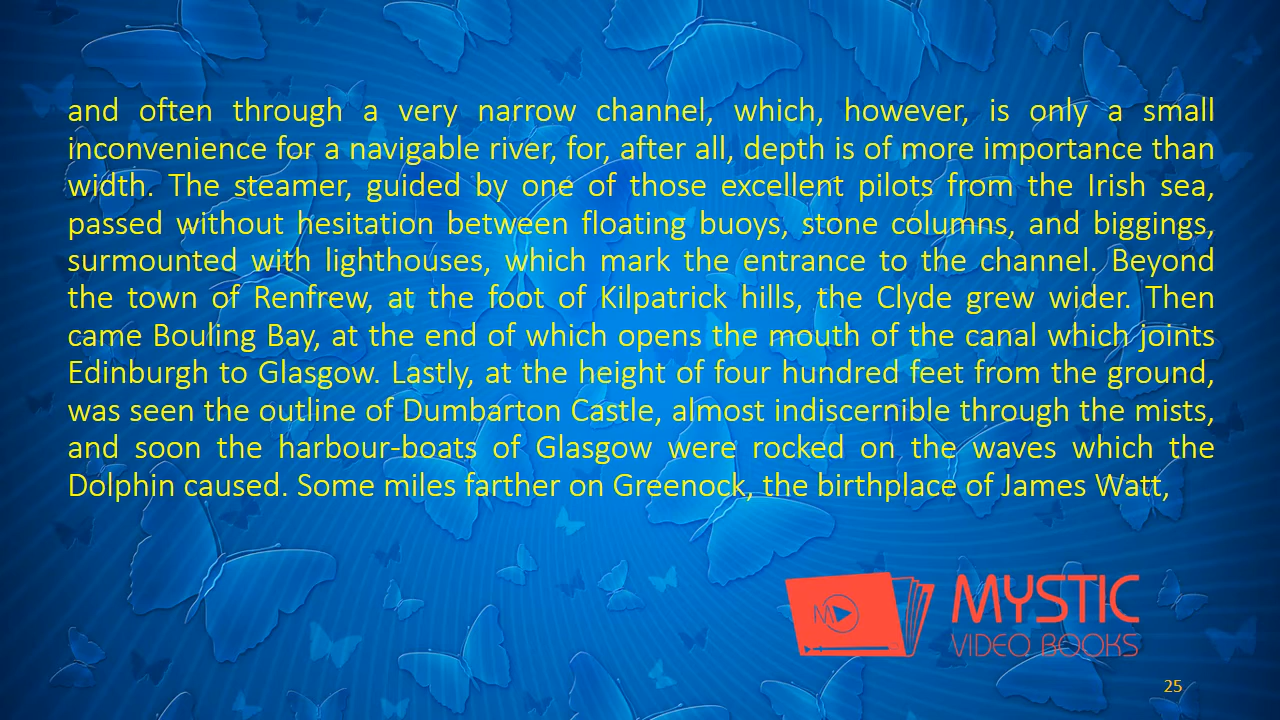 and often through a very narrow channel, which, however, is only a small
inconvenience for a navigable river, for, after all, depth is of more importance than
width. The steamer, guided by one of those excellent pilots from the Irish sea,
passed without hesitation between floating buoys, stone columns, and biggings,
surmounted with lighthouses, which mark the entrance to the channel. Beyond
the town of Renfrew, at the foot of Kilpatrick hills, the Clyde grew wider. Then
came Bouling Bay, at the end of which opens the mouth of the canal which joints
Edinburgh to Glasgow. Lastly, at the height of four hundred feet from the ground,
was seen the outline of Dumbarton Castle, almost indiscernible through the mists,
and soon the harbour-boats of Glasgow were rocked on the waves which the
Dolphin caused. Some miles farther on Greenock, the birthplace of James Watt,
M
MYSTIC
VIDEO BOOKS
25